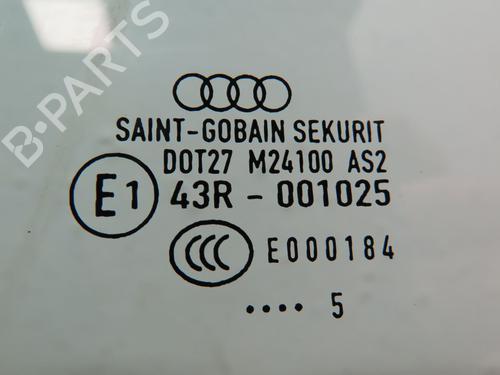 B-PARTS
SAINT-GOBAIN SEKURIT
DOT27 M24100 AS2
E1 43R - 001025
CCC E000184
.... 5